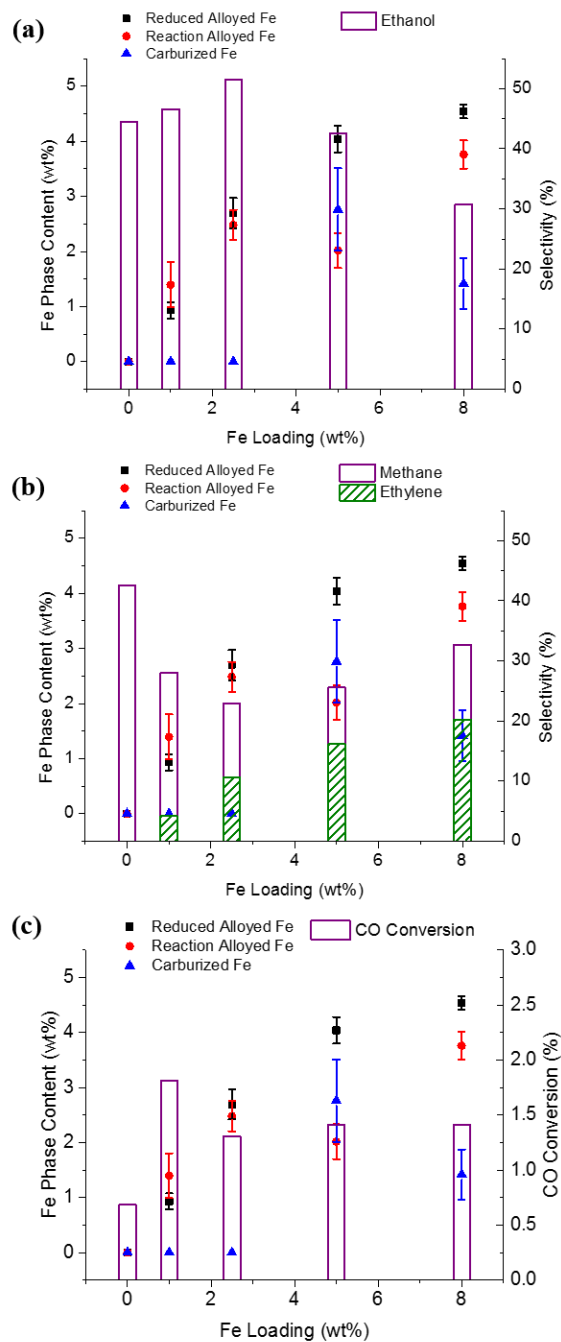 (a)
Reduced Alloyed Fe
Reaction Alloyed Fe
Carburized Fe
Ethanol
5
4
3
2
1
0
Fe Phase Content (wt%)
50
40
30
20
10
0
Selectivity (%)
0 2 4 6 8
Fe Loading (wt%)
(b)
Reduced Alloyed Fe
Reaction Alloyed Fe
Carburized Fe
Methane
Ethylene
5
4
3
2
1
0
Fe Phase Content (wt%)
50
40
30
20
10
0
Selectivity (%)
0 2 4 6 8
Fe Loading (wt%)
(c)
Reduced Alloyed Fe
Reaction Alloyed Fe
Carburized Fe
CO Conversion
5
4
3
2
1
0
Fe Phase Content (wt%)
3.0
2.5
2.0
1.5
1.0
0.5
0.0
CO Conversion (%)
0 2 4 6 8
Fe Loading (wt%)